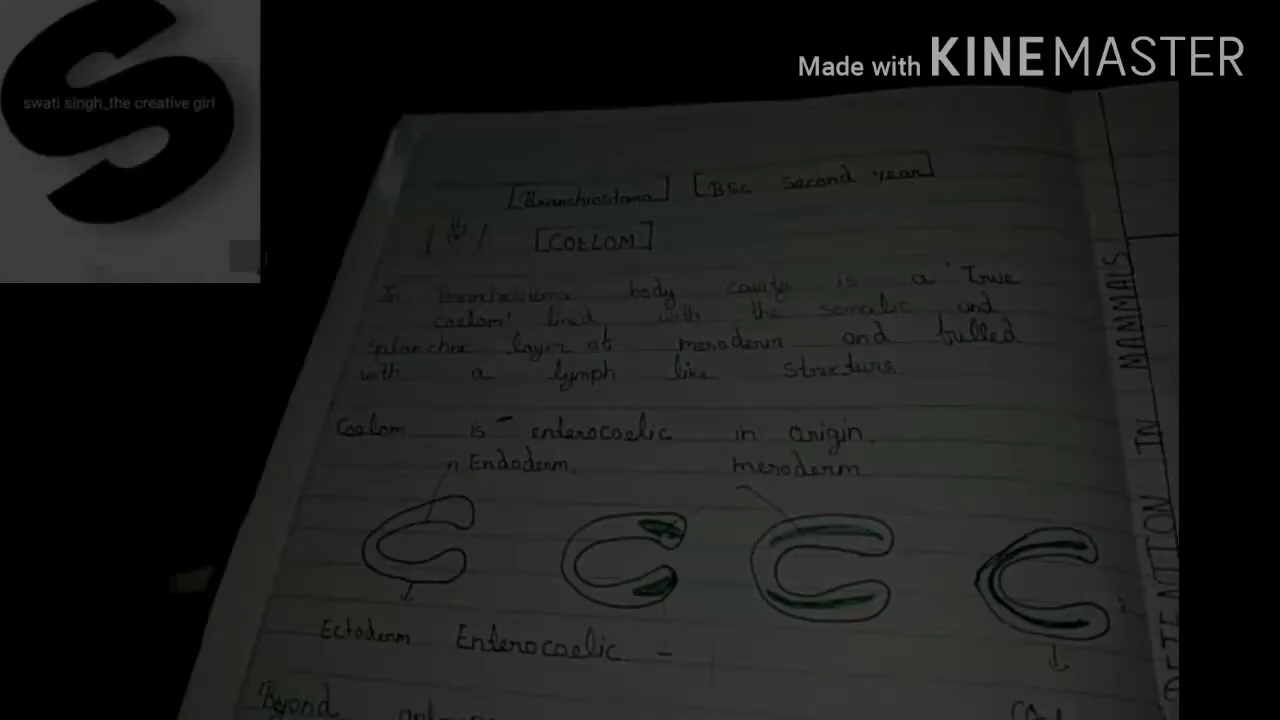 Made with KINEMASTER
swati singh_the creative girl
[Branchiostoma] [BSc second year]
[COELOM]
In Branchiostoma body cavity is a 'True
coelom' lined with the somatic and
splanchnic layer of mesoderm and filled
with a lymph like structure
Coelom is enterocoelic in origin.
Endoderm. mesoderm
Ectoderm Enterocoelic -
DETENTION IN MAMMALS